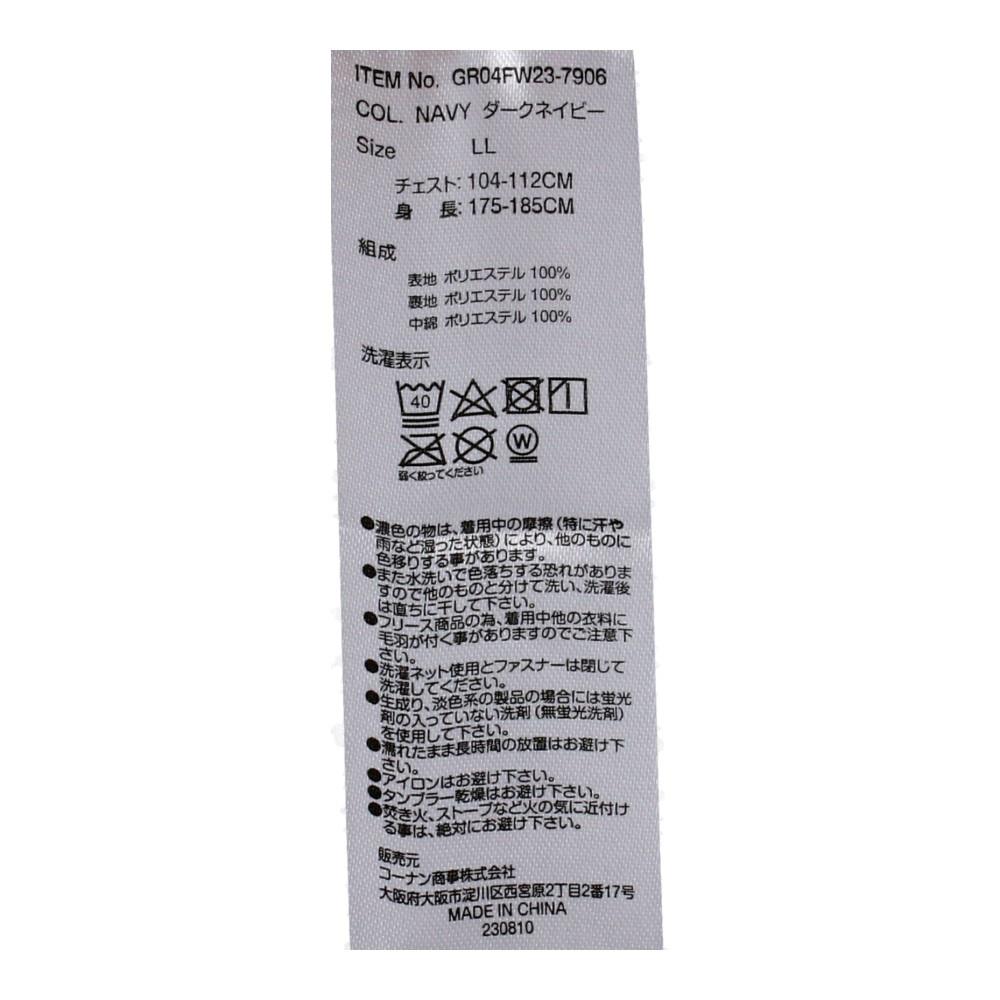 ITEM No. GR04FW23-7906
COL. NAVY ダークネイビー
Size LL
チェスト: 104-112CM
身 長: 175-185CM
組成
表地 ポリエステル 100%
裏地 ポリエステル 100%
中綿 ポリエステル 100%
洗濯表示
40
W
弱く絞ってください
●濃色の物は、着用中の摩擦(特に汗や
雨など湿った状態)により、他のものに
色移りする事があります。
●また水洗いで色落ちする恐れがありま
すので他のものと分けて洗い、洗濯後
は直ちに干して下さい。
●フリース商品の為、着用中他の衣料に
毛羽が付く事がありますのでご注意下
さい。
●洗濯ネット使用とファスナーは閉じて
洗濯してください。
●生成り、淡色系の製品の場合には蛍光
剤の入っていない洗剤(無蛍光洗剤)
を使用して下さい。
●濡れたまま長時間の放置はお避け下
さい。
●アイロンはお避け下さい。
●タンブラー乾燥はお避け下さい。
●焚き火、ストーブなど火の気に近付け
る事は、絶対にお避け下さい。
販売元
コーナン商事株式会社
大阪府大阪市淀川区西宮原2丁目2番17号
MADE IN CHINA
230810